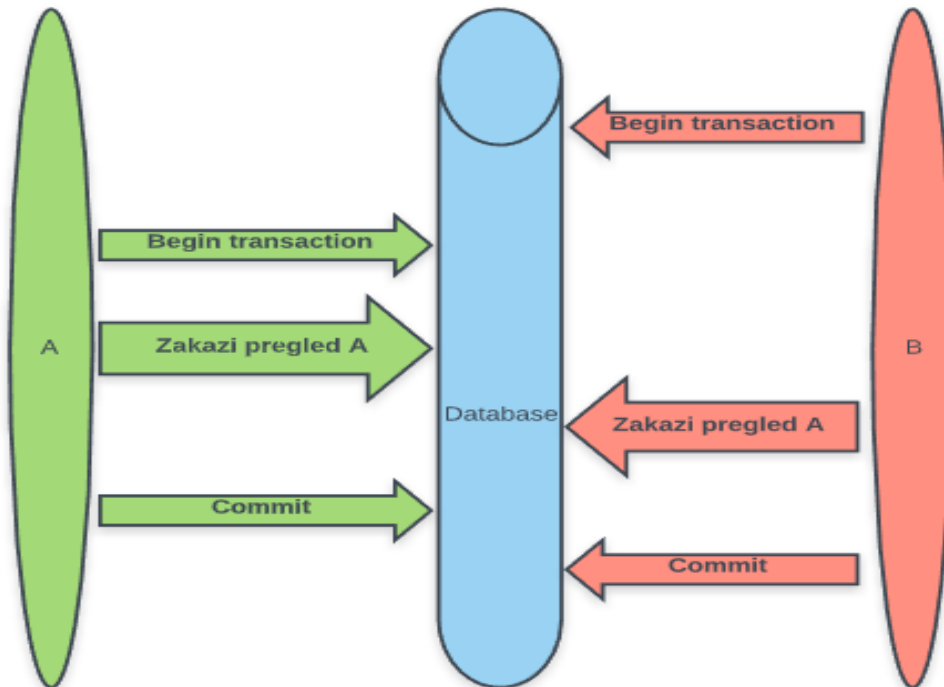 Begin transaction
Begin transaction
Zakazi pregled A
A
B
Database
Zakazi pregled A
Commit
Commit